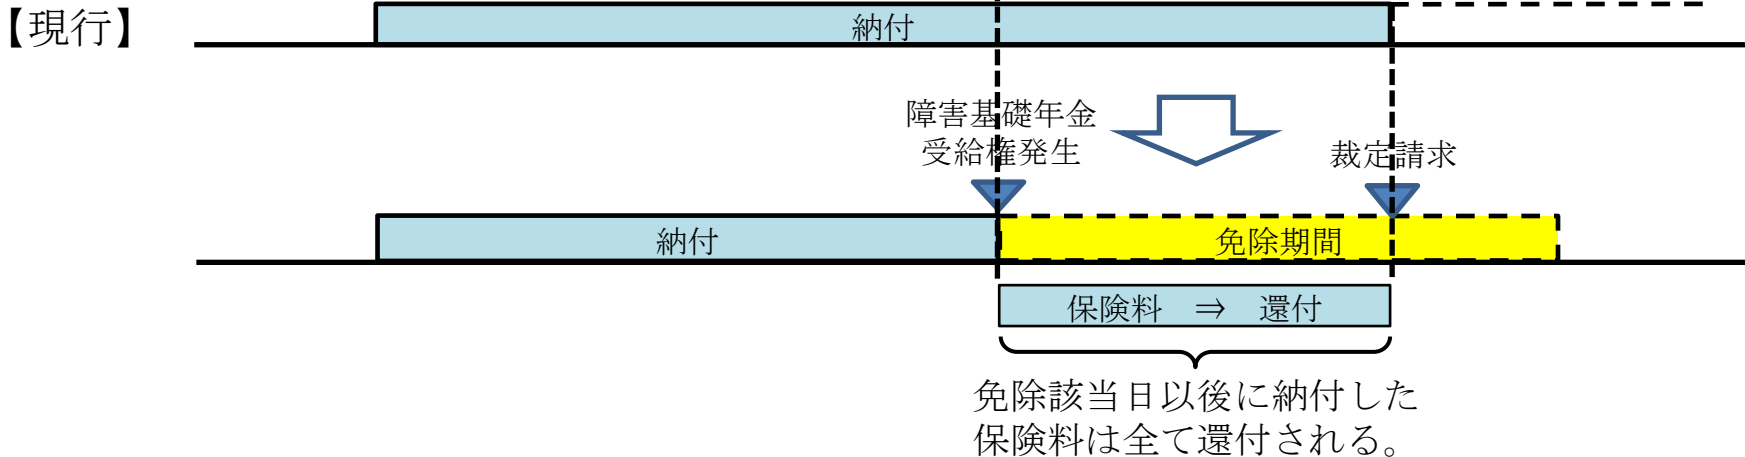 【現行】
納付
障害基礎年金
受給権発生
裁定請求
納付
免除期間
保険料 ⇒ 還付
免除該当日以後に納付した
保険料は全て還付される。